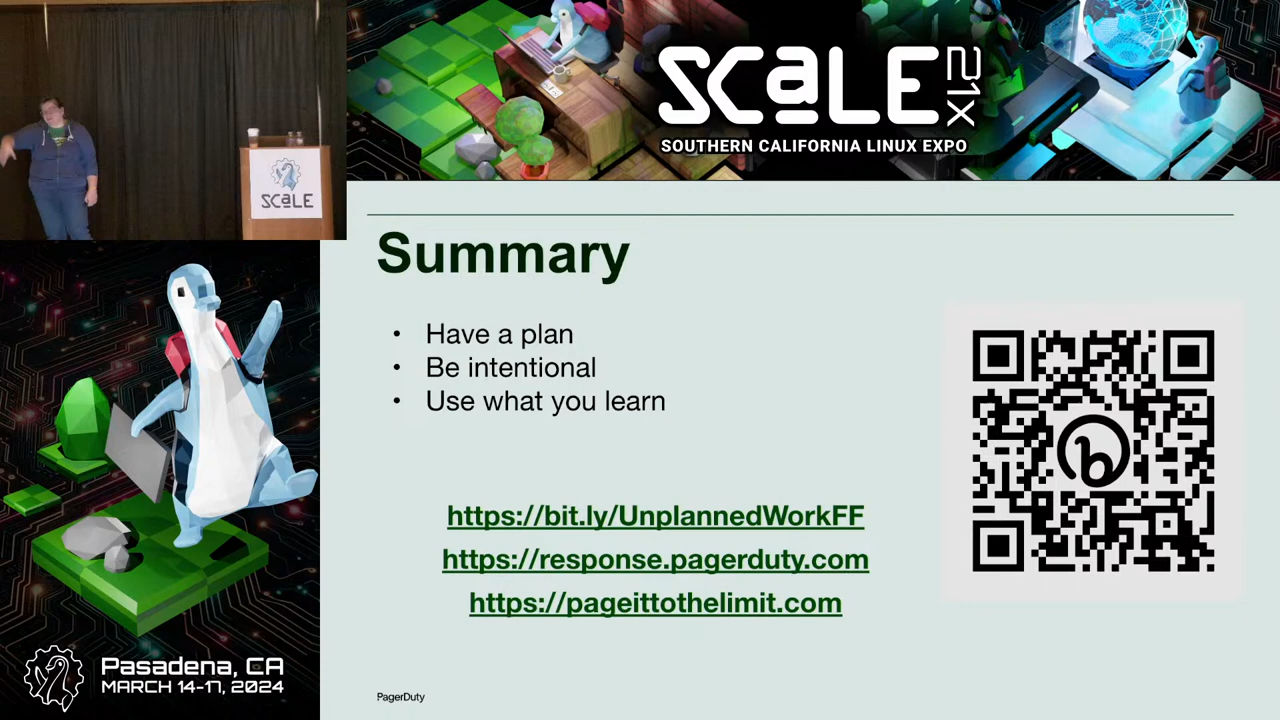 SCaLE 21X
SOUTHERN CALIFORNIA LINUX EXPO
SCaLE
Summary
• Have a plan
• Be intentional
• Use what you learn
https://bit.ly/UnplannedWorkFF
https://response.pagerduty.com
https://pageittothelimit.com
b
Pasadena, CA
MARCH 14-17, 2024
PagerDuty